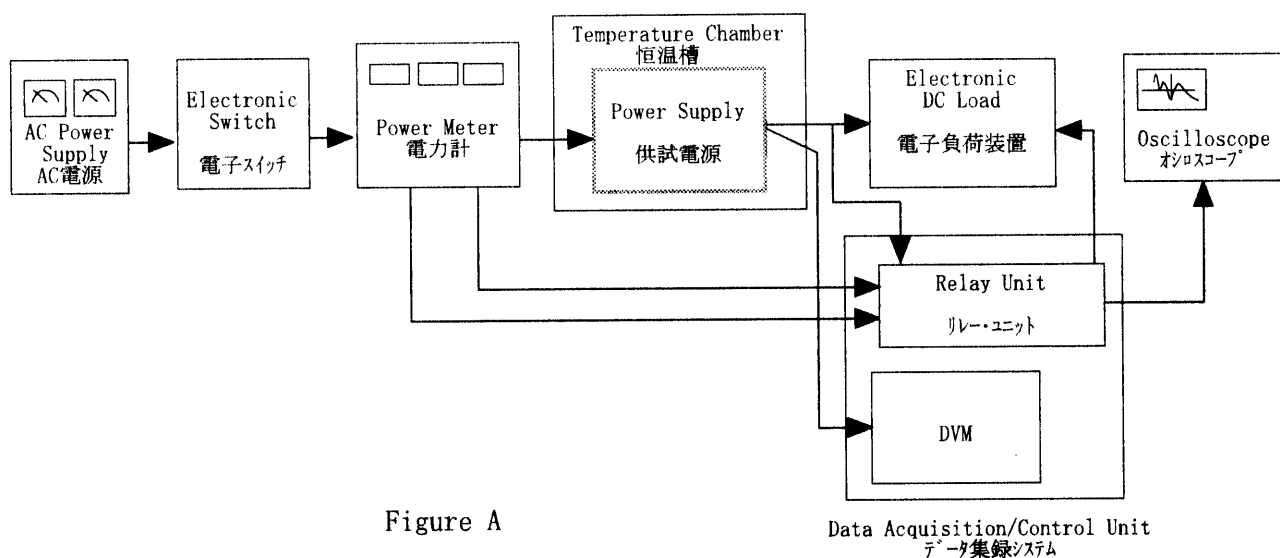 AC Power
Supply
AC電源
Electronic
Switch
電子スイッチ
Power Meter
電力計
Temperature Chamber
恒温槽
Power Supply
供試電源
Electronic
DC Load
電子負荷装置
Oscilloscope
オシロスコープ
Relay Unit
リレー・ユニット
DVM
Figure A
Data Acquisition/Control Unit
データ集録システム